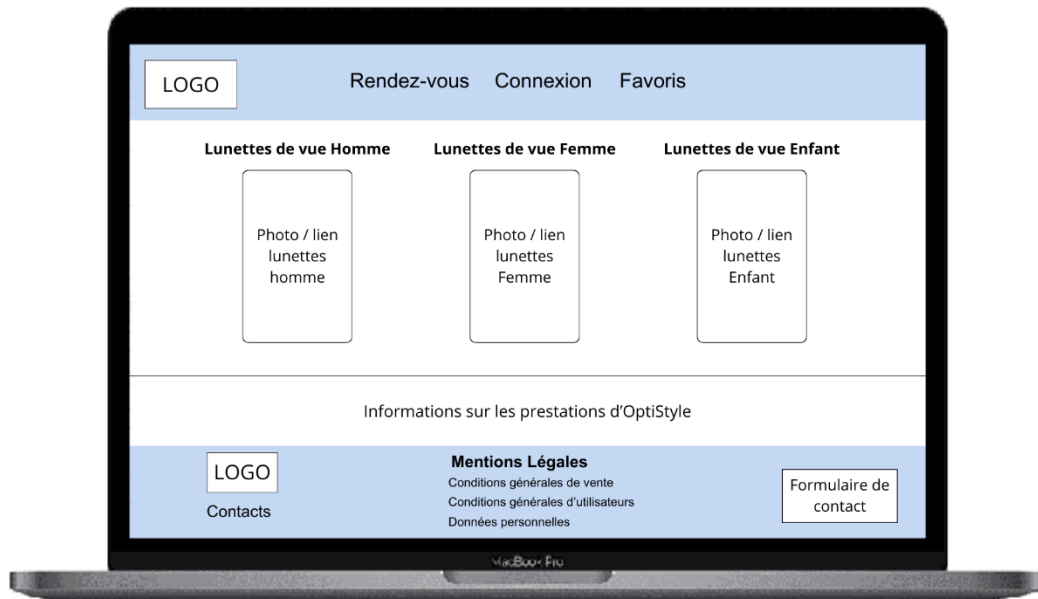 LOGO
Rendez-vous Connexion Favoris
Lunettes de vue Homme Lunettes de vue Femme Lunettes de vue Enfant
Photo / lien
lunettes
homme
Photo / lien
lunettes
Femme
Photo / lien
lunettes
Enfant
Informations sur les prestations d’OptiStyle
LOGO
Contacts
Mentions Légales
Conditions générales de vente
Conditions générales d’utilisateurs
Données personnelles
Formulaire de
contact
MacBook Pro